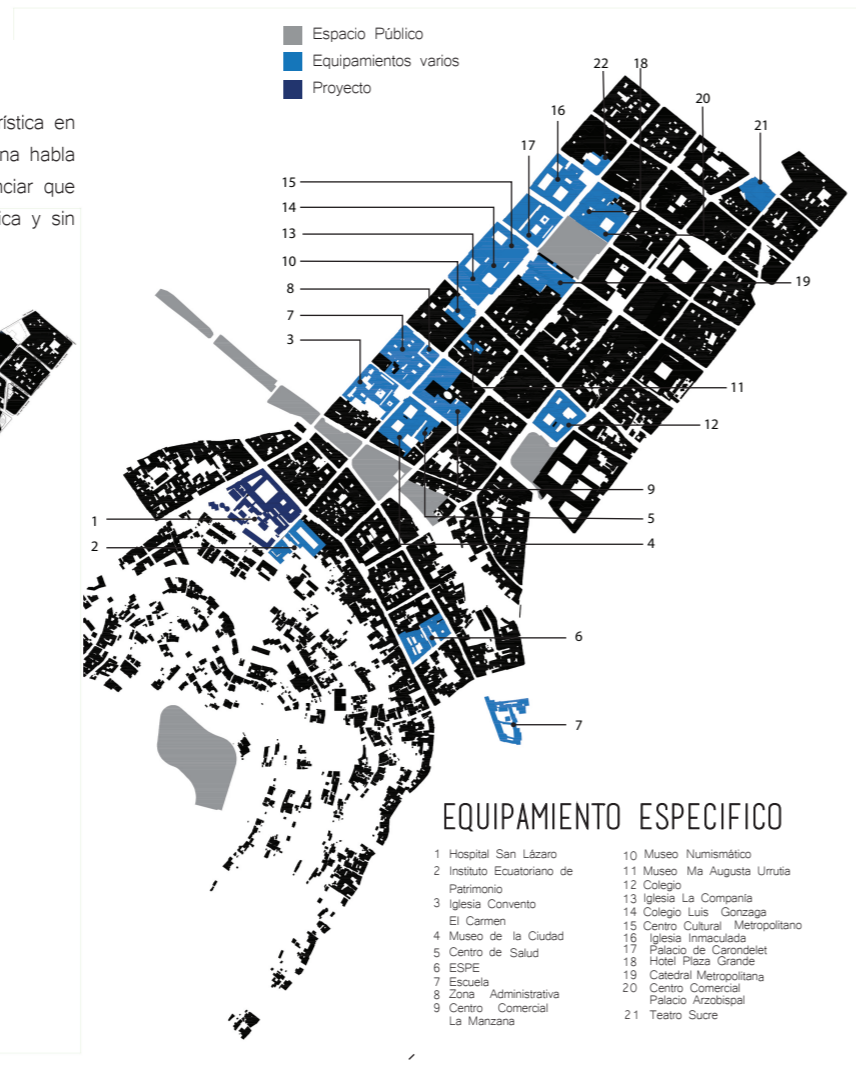 Espacio Público
Equipamientos varios
Proyecto
rística en
na habla
nciar que
ica y sin
22
18
20
16
21
17
15
14
13
10
19
8
7
3
11
12
9
1
5
2
4
6
7
EQUIPAMIENTO ESPECIFICO
1 Hospital San Lázaro
2 Instituto Ecuatoriano de
Patrimonio
3 Iglesia Convento
El Carmen
4 Museo de la Ciudad
5 Centro de Salud
6 ESPE
7 Escuela
8 Zona Administrativa
9 Centro Comercial
La Manzana
10 Museo Numismático
11 Museo Ma Augusta Urrutia
12 Colegio
13 Iglesia La Companía
14 Colegio Luis Gonzaga
15 Centro Cultural Metropolitano
16 Iglesia Inmaculada
17 Palacio de Carondelet
18 Hotel Plaza Grande
19 Catedral Metropolitana
20 Centro Comercial
Palacio Arzobispal
21 Teatro Sucre